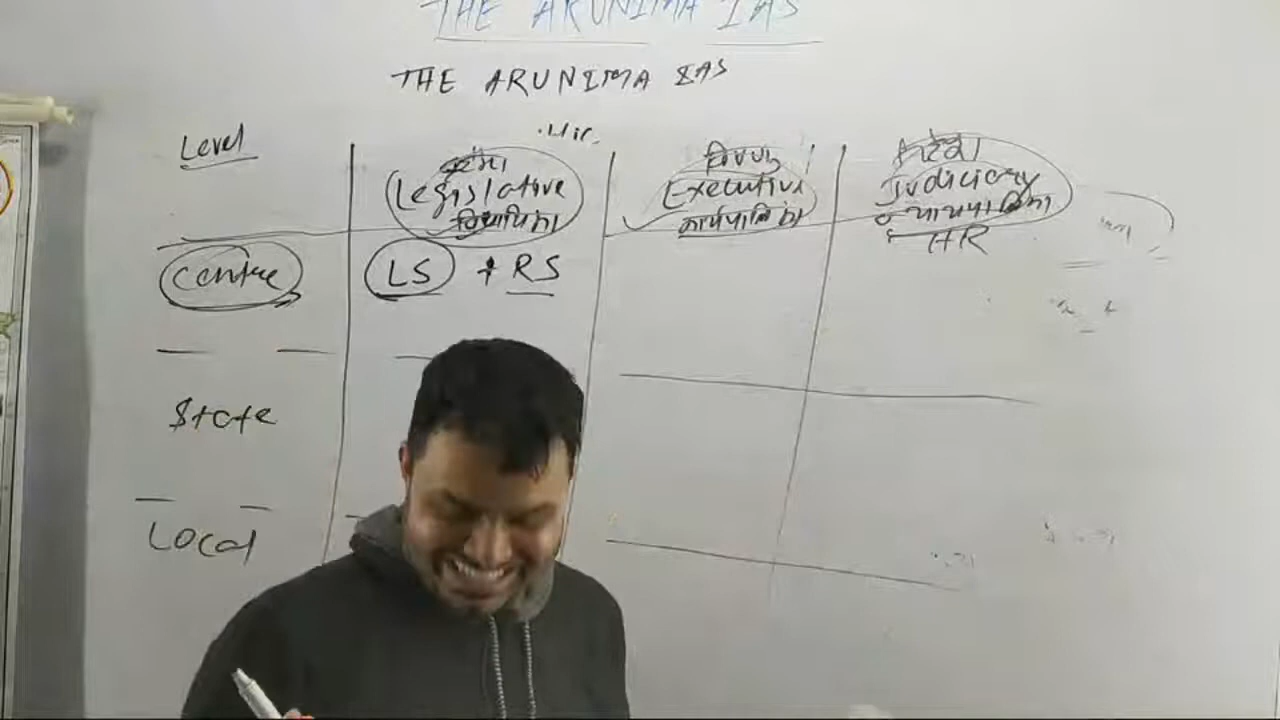 THE ARUNIMA IAS
THE ARUNIMA IAS
Level
Legislative
विधायिका
Executive
कार्यपालिका
Judiciary
न्यायपालिका
HR
Centre
LS + RS
State
Local